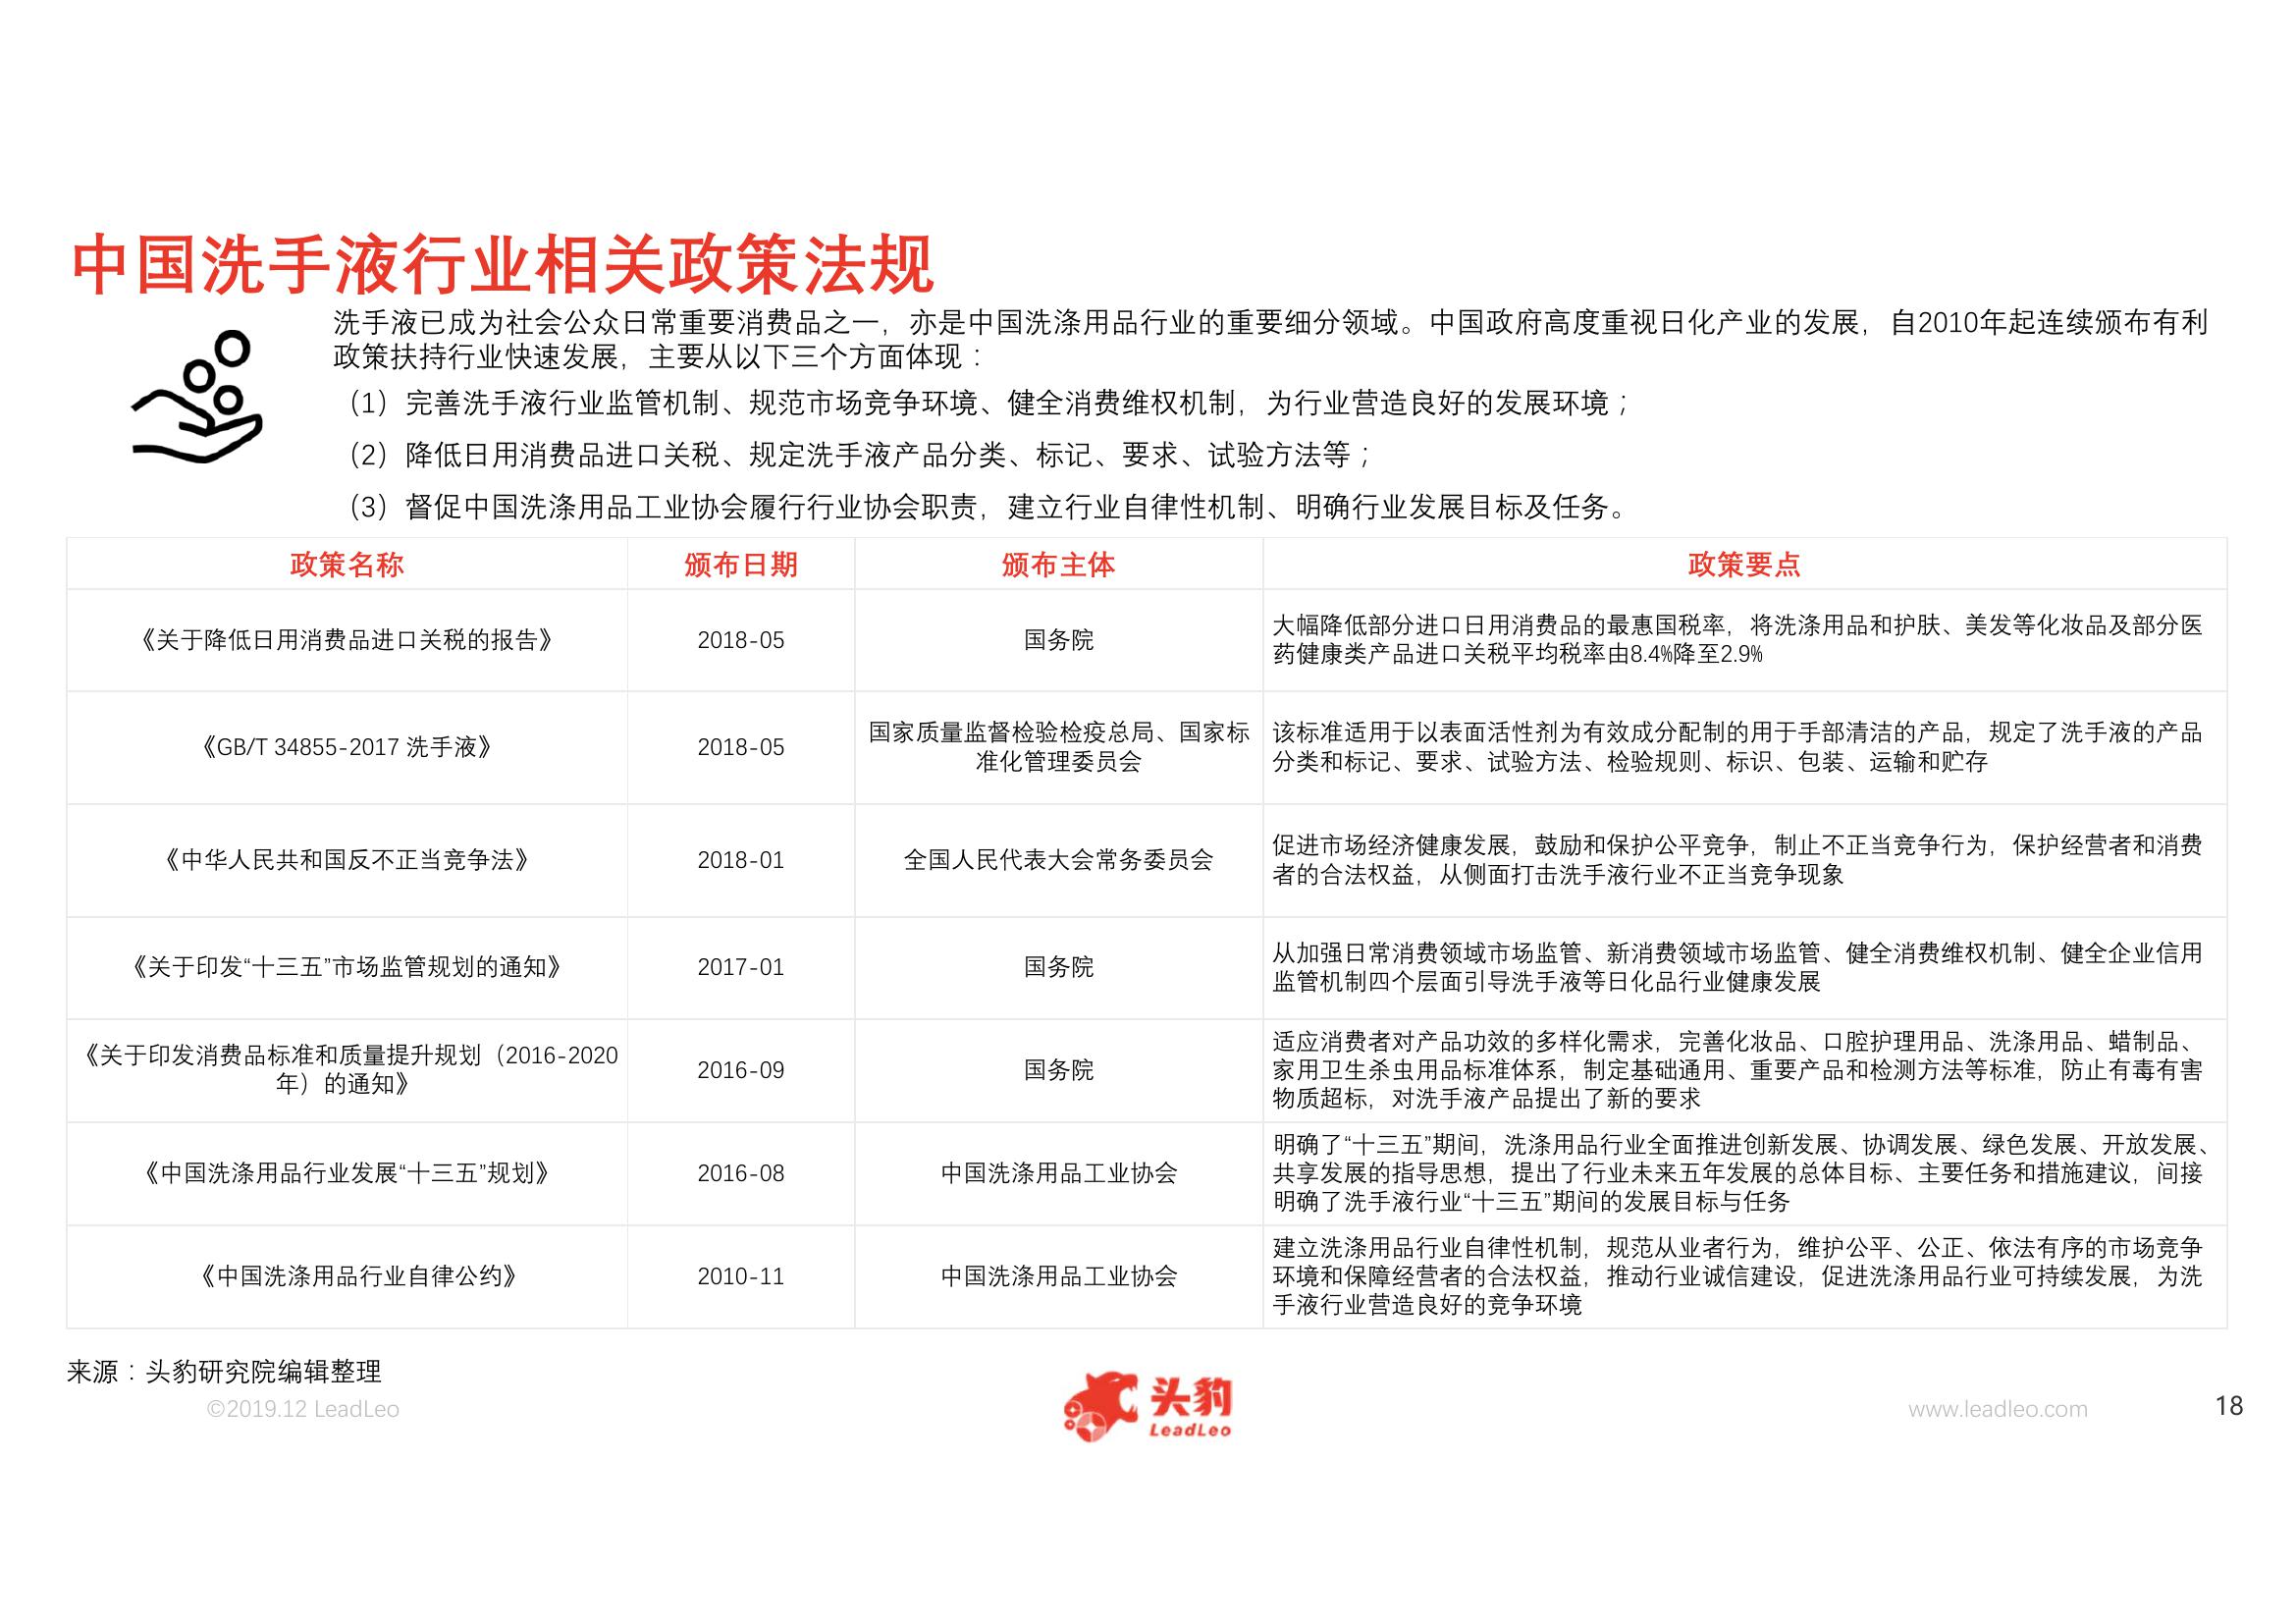 中国洗手液行业相关政策法规
洗手液已成为社会公众日常重要消费品之一，亦是中国洗涤用品行业的重要细分领域。中国政府高度重视日化产业的发展，自2010年起连续颁布有利
政策扶持行业快速发展，主要从以下三个方面体现：
（1）完善洗手液行业监管机制、规范市场竞争环境、健全消费维权机制，为行业营造良好的发展环境；
（2）降低日用消费品进口关税、规定洗手液产品分类、标记、要求、试验方法等；
（3）督促中国洗涤用品工业协会履行行业协会职责，建立行业自律性机制、明确行业发展目标及任务。
政策名称 颁布日期 颁布主体 政策要点
《关于降低日用消费品进口关税的报告》 2018-05 国务院 大幅降低部分进口日用消费品的最惠国税率，将洗涤用品和护肤、美发等化妆品及部分医
药健康类产品进口关税平均税率由8.4%降至2.9%
《GB/T 34855-2017 洗手液》 2018-05 国家质量监督检验检疫总局、国家标
准化管理委员会
该标准适用于以表面活性剂为有效成分配制的用于手部清洁的产品，规定了洗手液的产品
分类和标记、要求、试验方法、检验规则、标识、包装、运输和贮存
《中华人民共和国反不正当竞争法》 2018-01 全国人民代表大会常务委员会 促进市场经济健康发展，鼓励和保护公平竞争，制止不正当竞争行为，保护经营者和消费
者的合法权益，从侧面打击洗手液行业不正当竞争现象
《关于印发“十三五”市场监管规划的通知》 2017-01 国务院 从加强日常消费领域市场监管、新消费领域市场监管、健全消费维权机制、健全企业信用
监管机制四个层面引导洗手液等日化品行业健康发展
《关于印发消费品标准和质量提升规划（2016-2020
年）的通知》
2016-09 国务院 适应消费者对产品功效的多样化需求，完善化妆品、口腔护理用品、洗涤用品、蜡制品、
家用卫生杀虫用品标准体系，制定基础通用、重要产品和检测方法等标准，防止有毒有害
物质超标，对洗手液产品提出了新的要求
《中国洗涤用品行业发展“十三五”规划》 2016-08 中国洗涤用品工业协会 明确了“十三五”期间，洗涤用品行业全面推进创新发展、协调发展、绿色发展、开放发展、
共享发展的指导思想，提出了行业未来五年发展的总体目标、主要任务和措施建议，间接
明确了洗手液行业“十三五”期间的发展目标与任务
《中国洗涤用品行业自律公约》 2010-11 中国洗涤用品工业协会 建立洗涤用品行业自律性机制，规范从业者行为，维护公平、公正、依法有序的市场竞争
环境和保障经营者的合法权益，推动行业诚信建设，促进洗涤用品行业可持续发展，为洗
手液行业营造良好的竞争环境
来源：头豹研究院编辑整理
©2019.12 LeadLeo
头豹
LeadLeo
www.leadleo.com
18